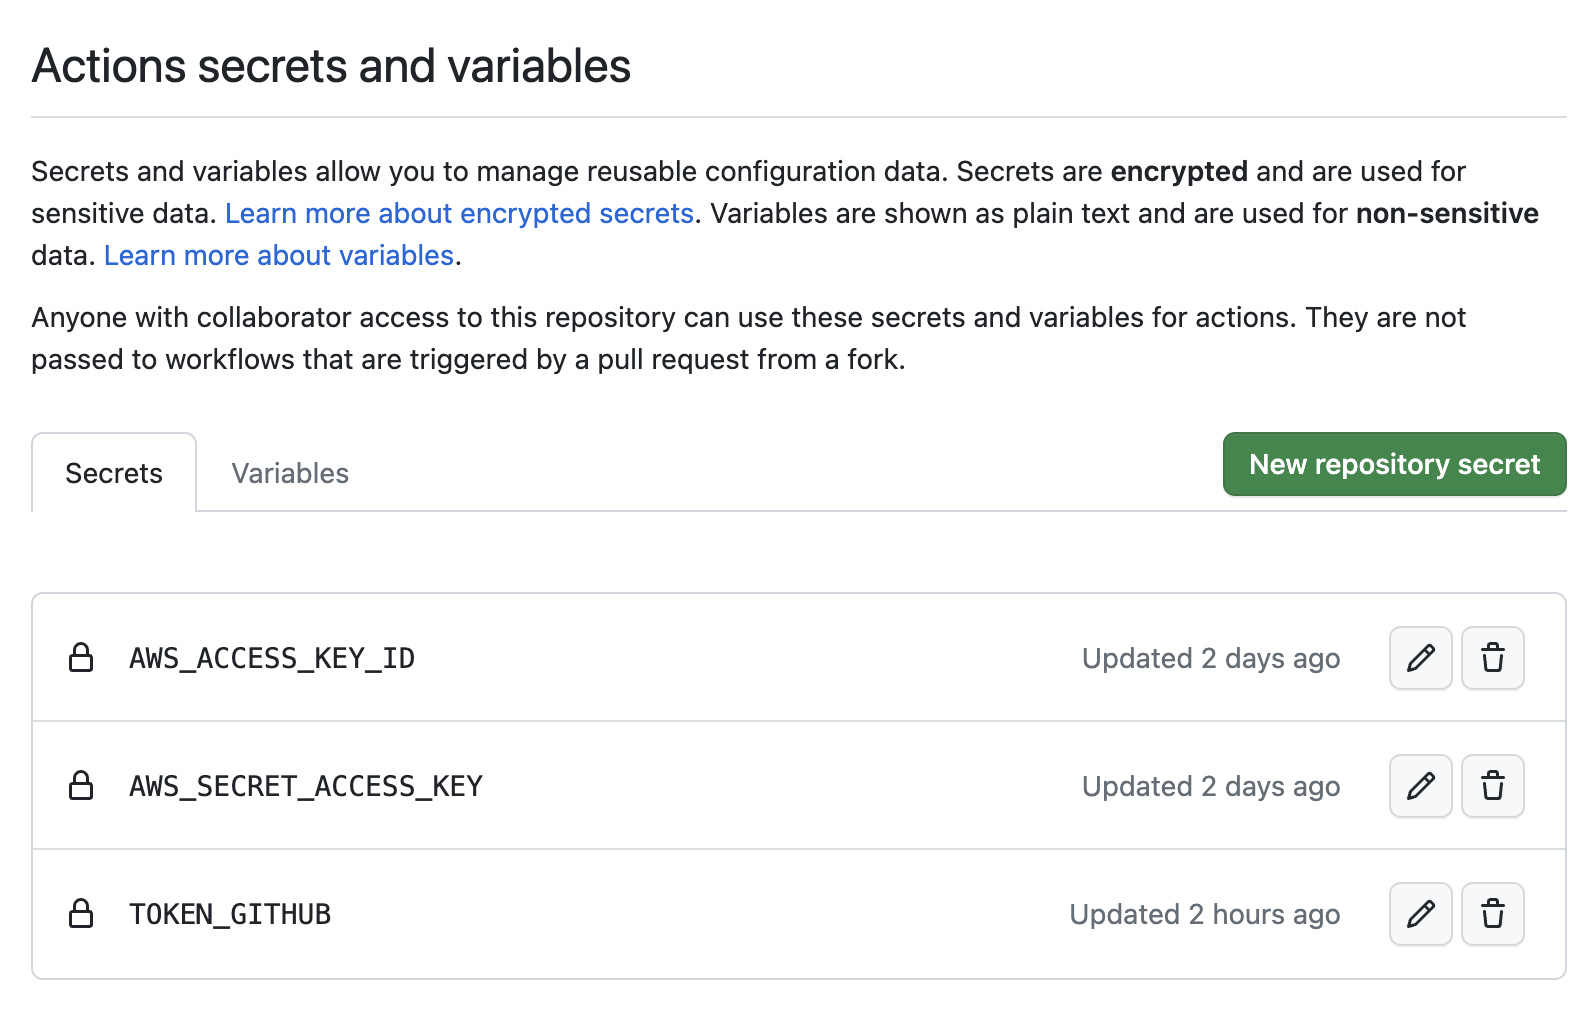 Actions secrets and variables
Secrets and variables allow you to manage reusable configuration data. Secrets are encrypted and are used for
sensitive data. Learn more about encrypted secrets. Variables are shown as plain text and are used for non-sensitive
data. Learn more about variables.
Anyone with collaborator access to this repository can use these secrets and variables for actions. They are not
passed to workflows that are triggered by a pull request from a fork.
Secrets Variables New repository secret
AWS_ACCESS_KEY_ID Updated 2 days ago
AWS_SECRET_ACCESS_KEY Updated 2 days ago
TOKEN_GITHUB Updated 2 hours ago